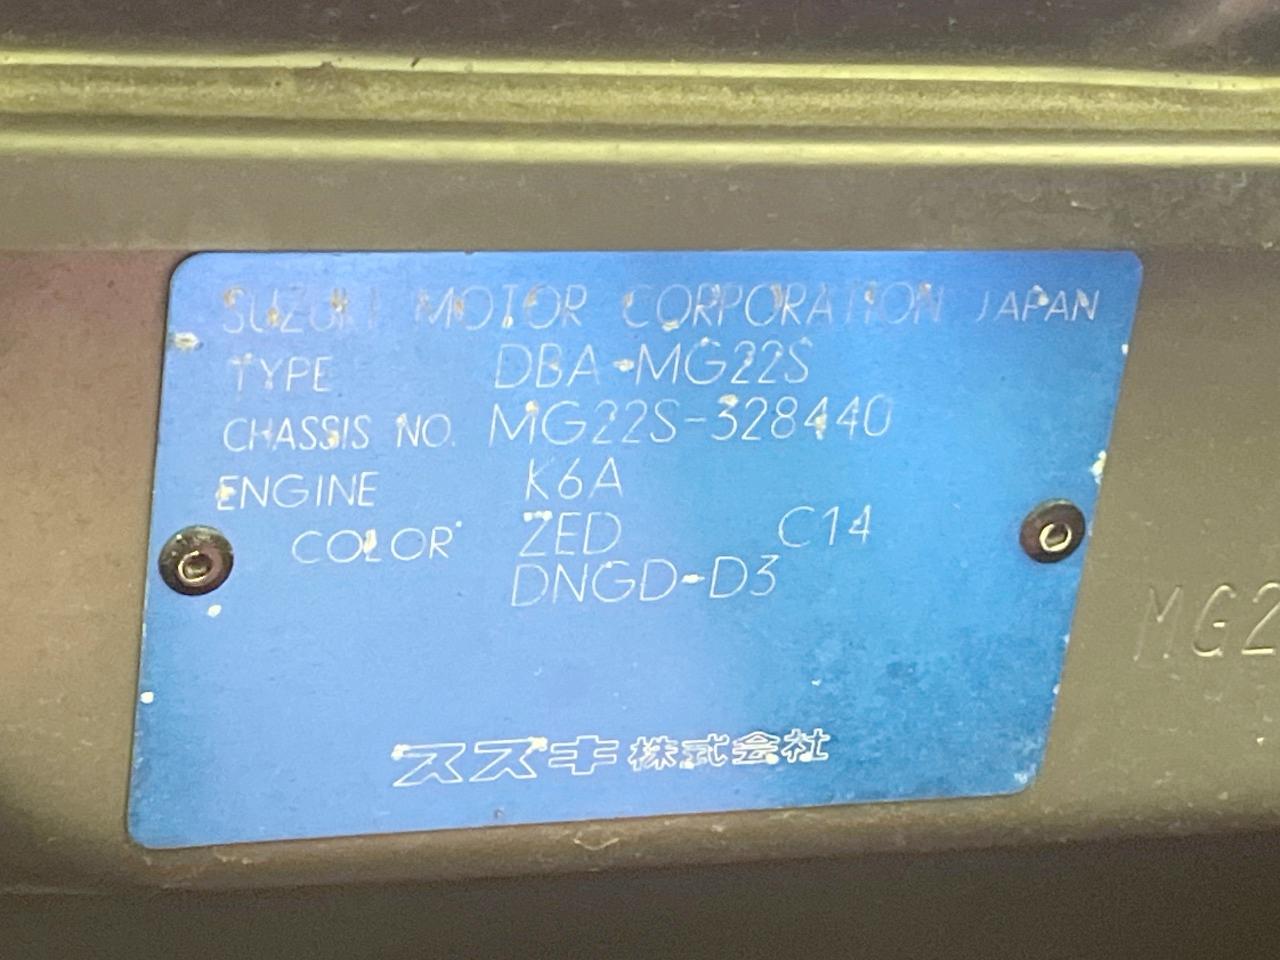 SUZUKI MOTOR CORPORATION JAPAN
TYPE DBA-MG22S
CHASSIS NO. MG22S-328440
ENGINE K6A
COLOR ZED C14
DNGD-D3
スズキ株式会社
MG2